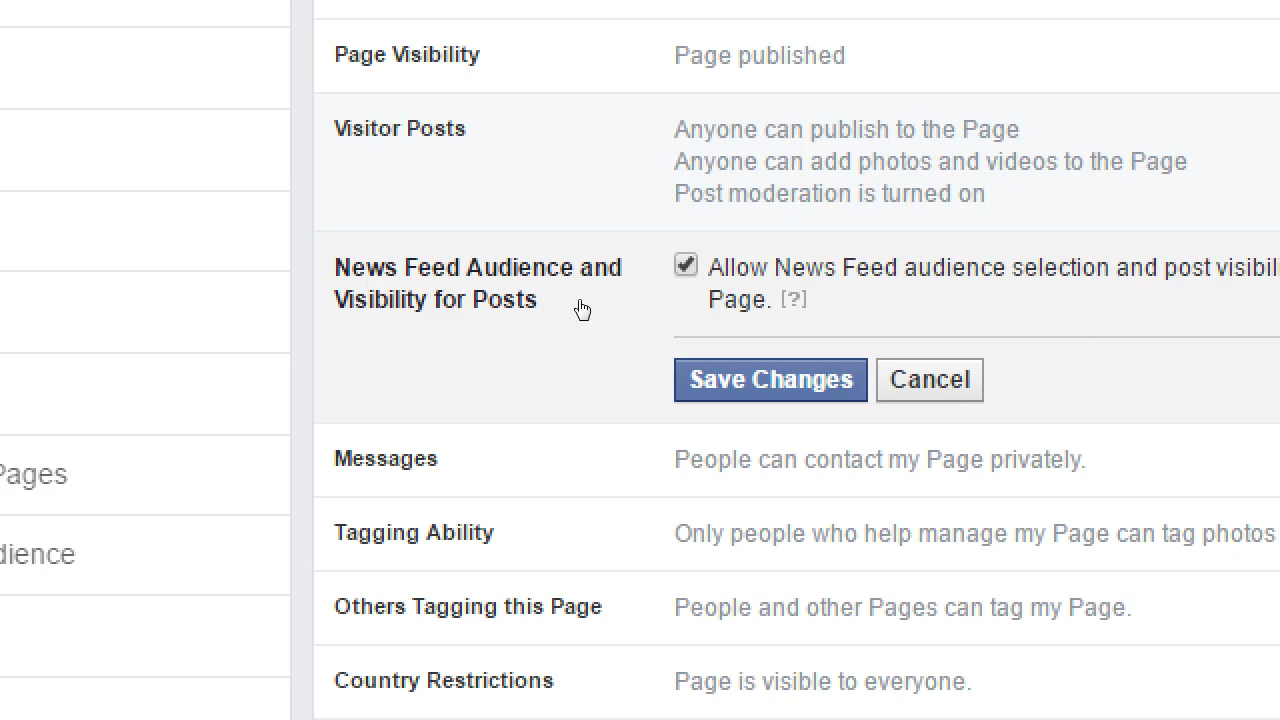 Page Visibility
Page published
Visitor Posts
Anyone can publish to the Page
Anyone can add photos and videos to the Page
Post moderation is turned on
News Feed Audience and
Visibility for Posts
Allow News Feed audience selection and post visibil
Page. [?]
Save Changes
Cancel
Pages
dience
Messages
People can contact my Page privately.
Tagging Ability
Only people who help manage my Page can tag photos
Others Tagging this Page
People and other Pages can tag my Page.
Country Restrictions
Page is visible to everyone.